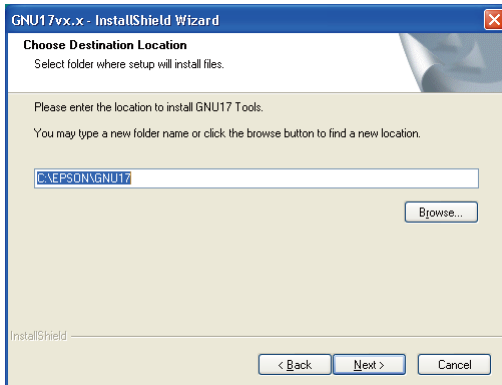 GNU17vx.x - InstallShield Wizard
Choose Destination Location
Select folder where setup will install files.
Please enter the location to install GNU17 Tools.
You may type a new folder name or click the browse button to find a new location.
C:\EPSON\GNU17
Browse...
InstallShield
< Back Next > Cancel